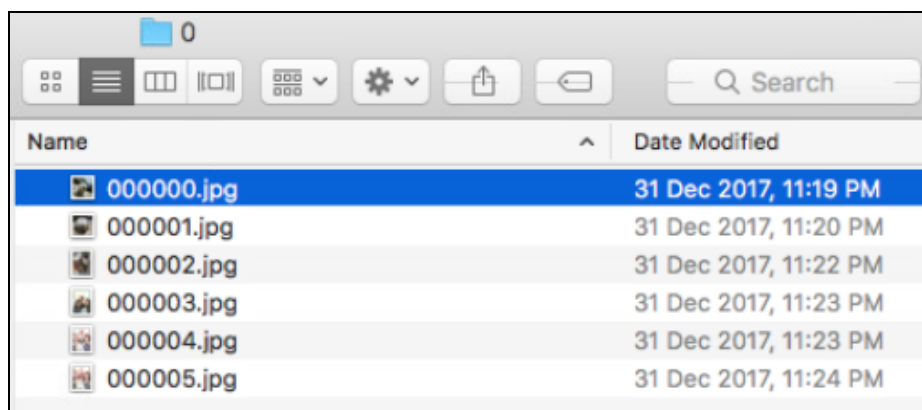 0
Search
Name Date Modified
000000.jpg 31 Dec 2017, 11:19 PM
000001.jpg 31 Dec 2017, 11:20 PM
000002.jpg 31 Dec 2017, 11:22 PM
000003.jpg 31 Dec 2017, 11:23 PM
000004.jpg 31 Dec 2017, 11:23 PM
000005.jpg 31 Dec 2017, 11:24 PM